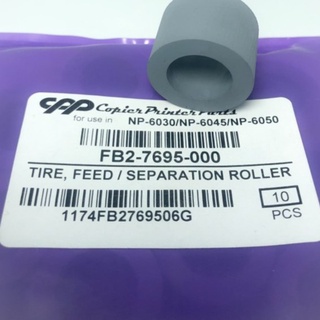 CPP Copier Printer Parts
for use in NP-6030/NP-6045/NP-6050
FB2-7695-000
TIRE, FEED / SEPARATION ROLLER
1174FB2769506G
10
PCS